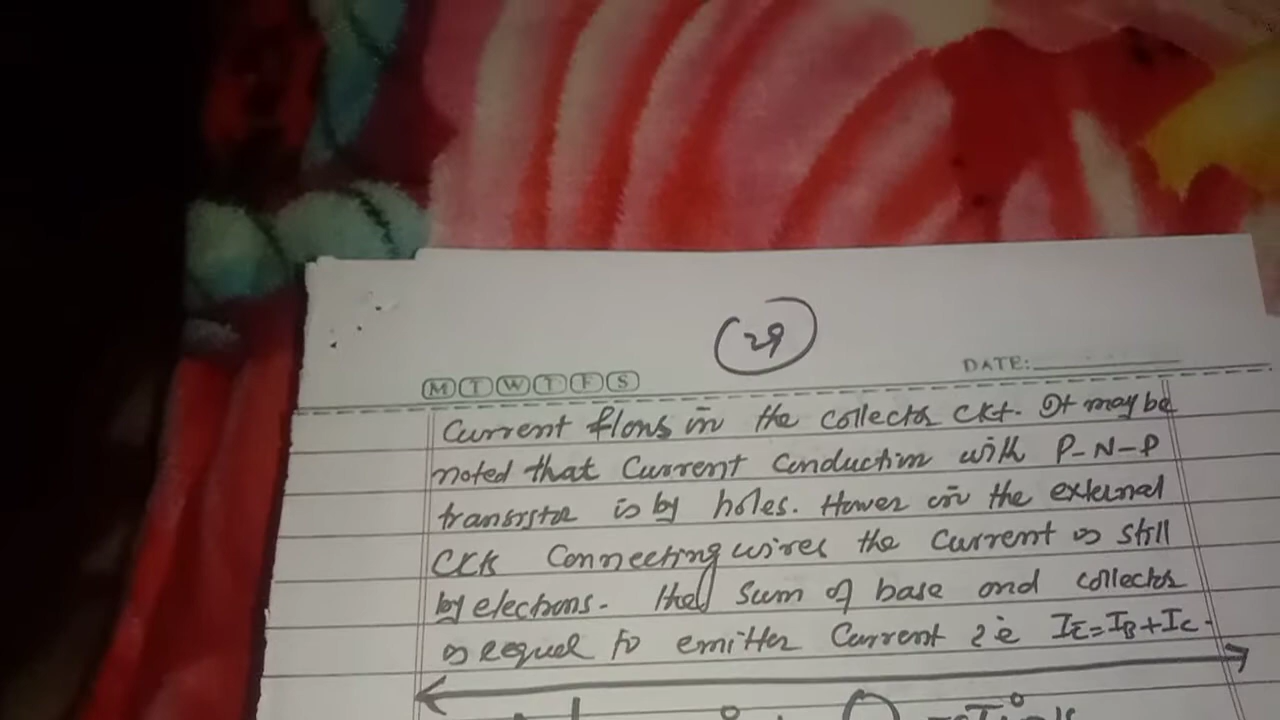 29
M T W T F S
DATE:
Current flows in the collector ckt. It may be
noted that current conduction with P-N-P
transistor is by holes. Hower in the external
ckts connecting wires the current is still
by electrons. The sum of base and collector
is eequel to emitter current i.e IE=IB+IC.